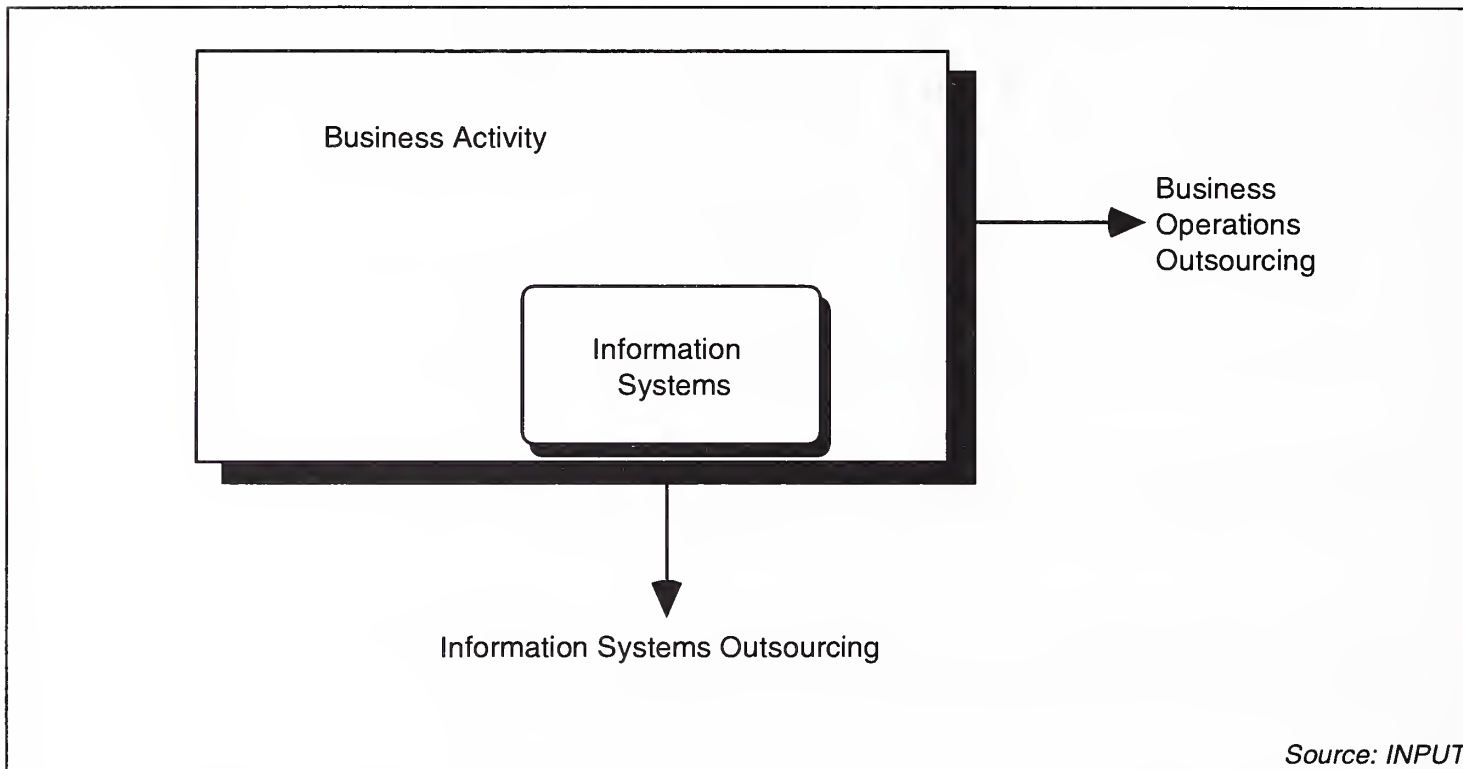 Business Activity
Business
Operations
Outsourcing
Information
Systems
Information Systems Outsourcing
Source: INPUT